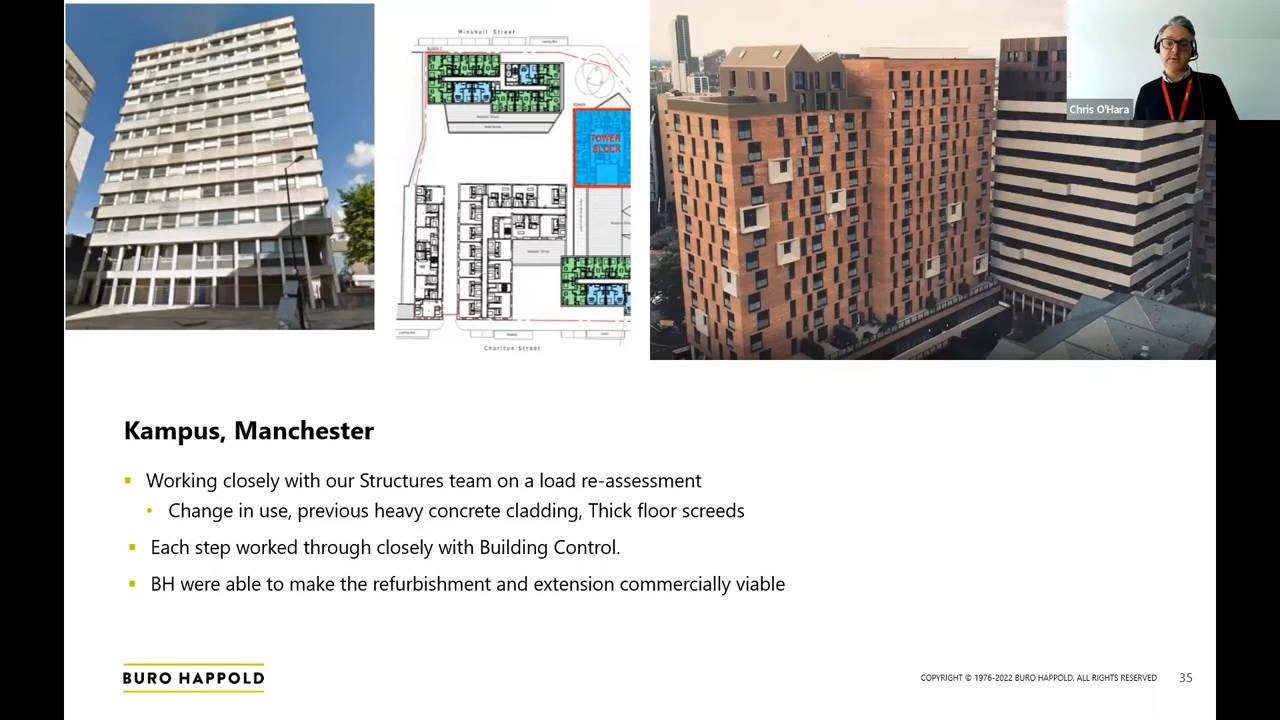 Minshull Street
BLOCK C
TOWER
TOWER
BLOCK
Charlton Street
Chris O'Hara
Kampus, Manchester
Working closely with our Structures team on a load re-assessment
Change in use, previous heavy concrete cladding, Thick floor screeds
Each step worked through closely with Building Control.
BH were able to make the refurbishment and extension commercially viable
BURO HAPPOLD
COPYRIGHT © 1976-2022 BURO HAPPOLD. ALL RIGHTS RESERVED
35